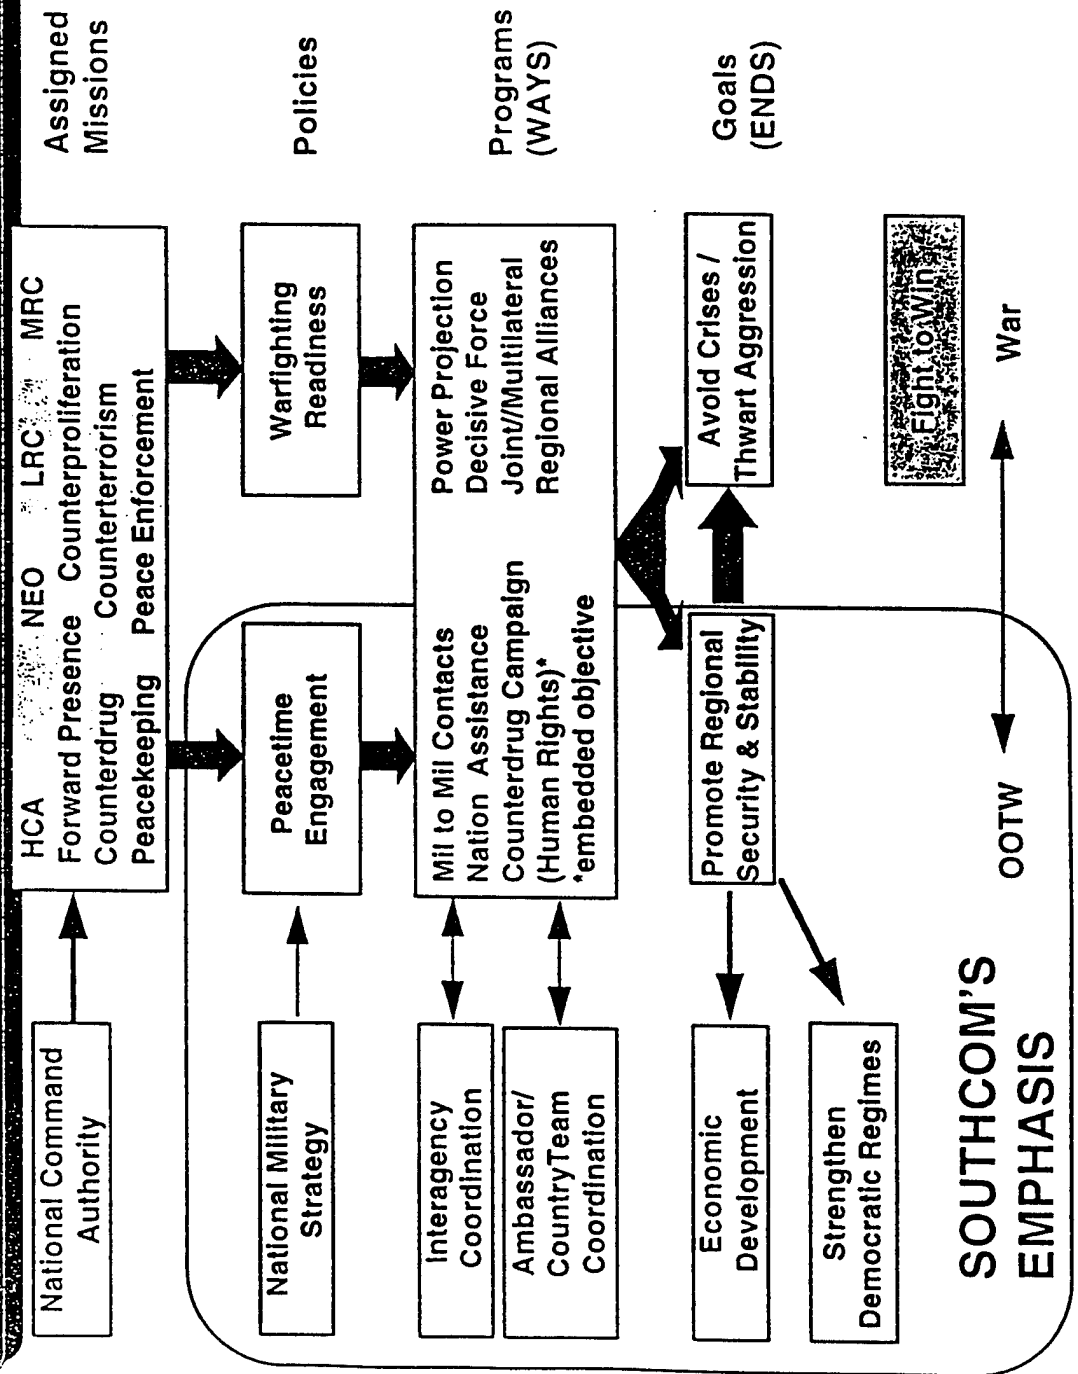 National Command
Authority
HCA NEO LRC MRC
Forward Presence Counterproliferation
Counterdrug Counterterrorism
Peacekeeping Peace Enforcement
Assigned
Missions
National Military
Strategy
Peacetime
Engagement
Warfighting
Readiness
Policies
Interagency
Coordination
Ambassador/
CountryTeam
Coordination
Mil to Mil Contacts
Nation Assistance
Counterdrug Campaign
(Human Rights)*
*embedded objective
Power Projection
Decisive Force
Joint//Multilateral
Regional Alliances
Programs
(WAYS)
Economic
Development
Promote Regional
Security & Stability
Avoid Crises /
Thwart Aggression
Goals
(ENDS)
Strengthen
Democratic Regimes
Fight to Win
SOUTHCOM'S
EMPHASIS
OOTW
War